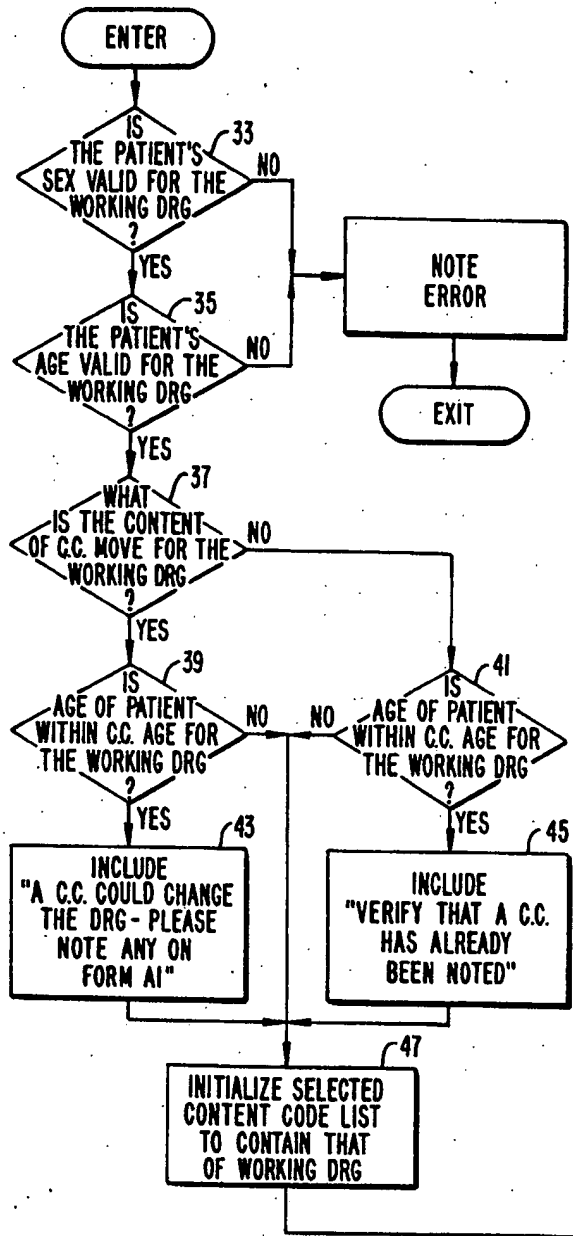 ENTER
33
IS
THE PATIENT'S
SEX VALID FOR THE
WORKING DRG
?
NO
YES
35
IS
THE PATIENT'S
AGE VALID FOR THE
WORKING DRG
?
NO
YES
NOTE
ERROR
EXIT
37
WHAT
IS THE CONTENT
OF C.C. MOVE FOR THE
WORKING DRG
?
NO
YES
39
IS
AGE OF PATIENT
WITHIN C.C. AGE FOR
THE WORKING DRG
?
NO
YES
41
IS
AGE OF PATIENT
WITHIN C.C. AGE FOR
THE WORKING DRG
?
NO
YES
43
INCLUDE
"A C.C. COULD CHANGE
THE DRG - PLEASE
NOTE ANY ON
FORM A1"
45
INCLUDE
"VERIFY THAT A C.C.
HAS ALREADY
BEEN NOTED"
47
INITIALIZE SELECTED
CONTENT CODE LIST
TO CONTAIN THAT
OF WORKING DRG